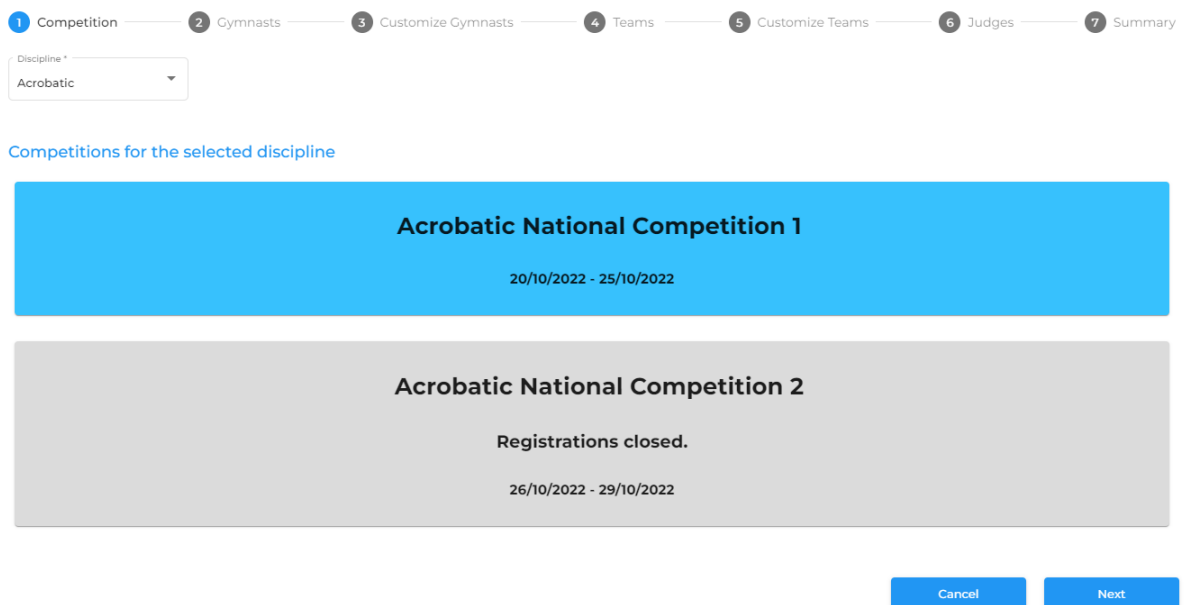 1 Competition 2 Gymnasts 3 Customize Gymnasts 4 Teams 5 Customize Teams 6 Judges 7 Summary
Discipline *
Acrobatic
Competitions for the selected discipline
Acrobatic National Competition 1
20/10/2022 - 25/10/2022
Acrobatic National Competition 2
Registrations closed.
26/10/2022 - 29/10/2022
Cancel Next